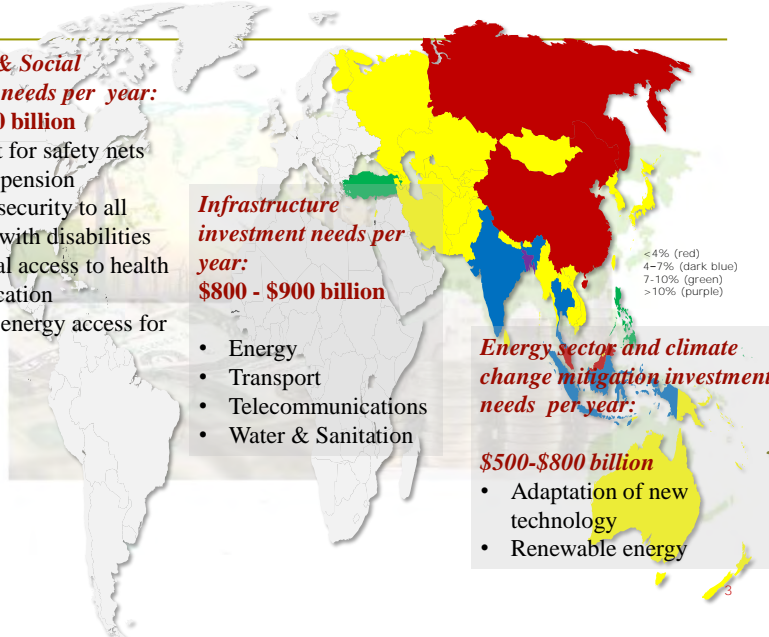 & Social
needs per year:
0 billion
t for safety nets
pension
security to all
with disabilities
al access to health
cation
energy access for
Infrastructure
investment needs per
year:
$800 - $900 billion
• Energy
• Transport
• Telecommunications
• Water & Sanitation
<4% (red)
4–7% (dark blue)
7-10% (green)
>10% (purple)
Energy sector and climate
change mitigation investment
needs per year:
$500-$800 billion
• Adaptation of new
technology
• Renewable energy
3